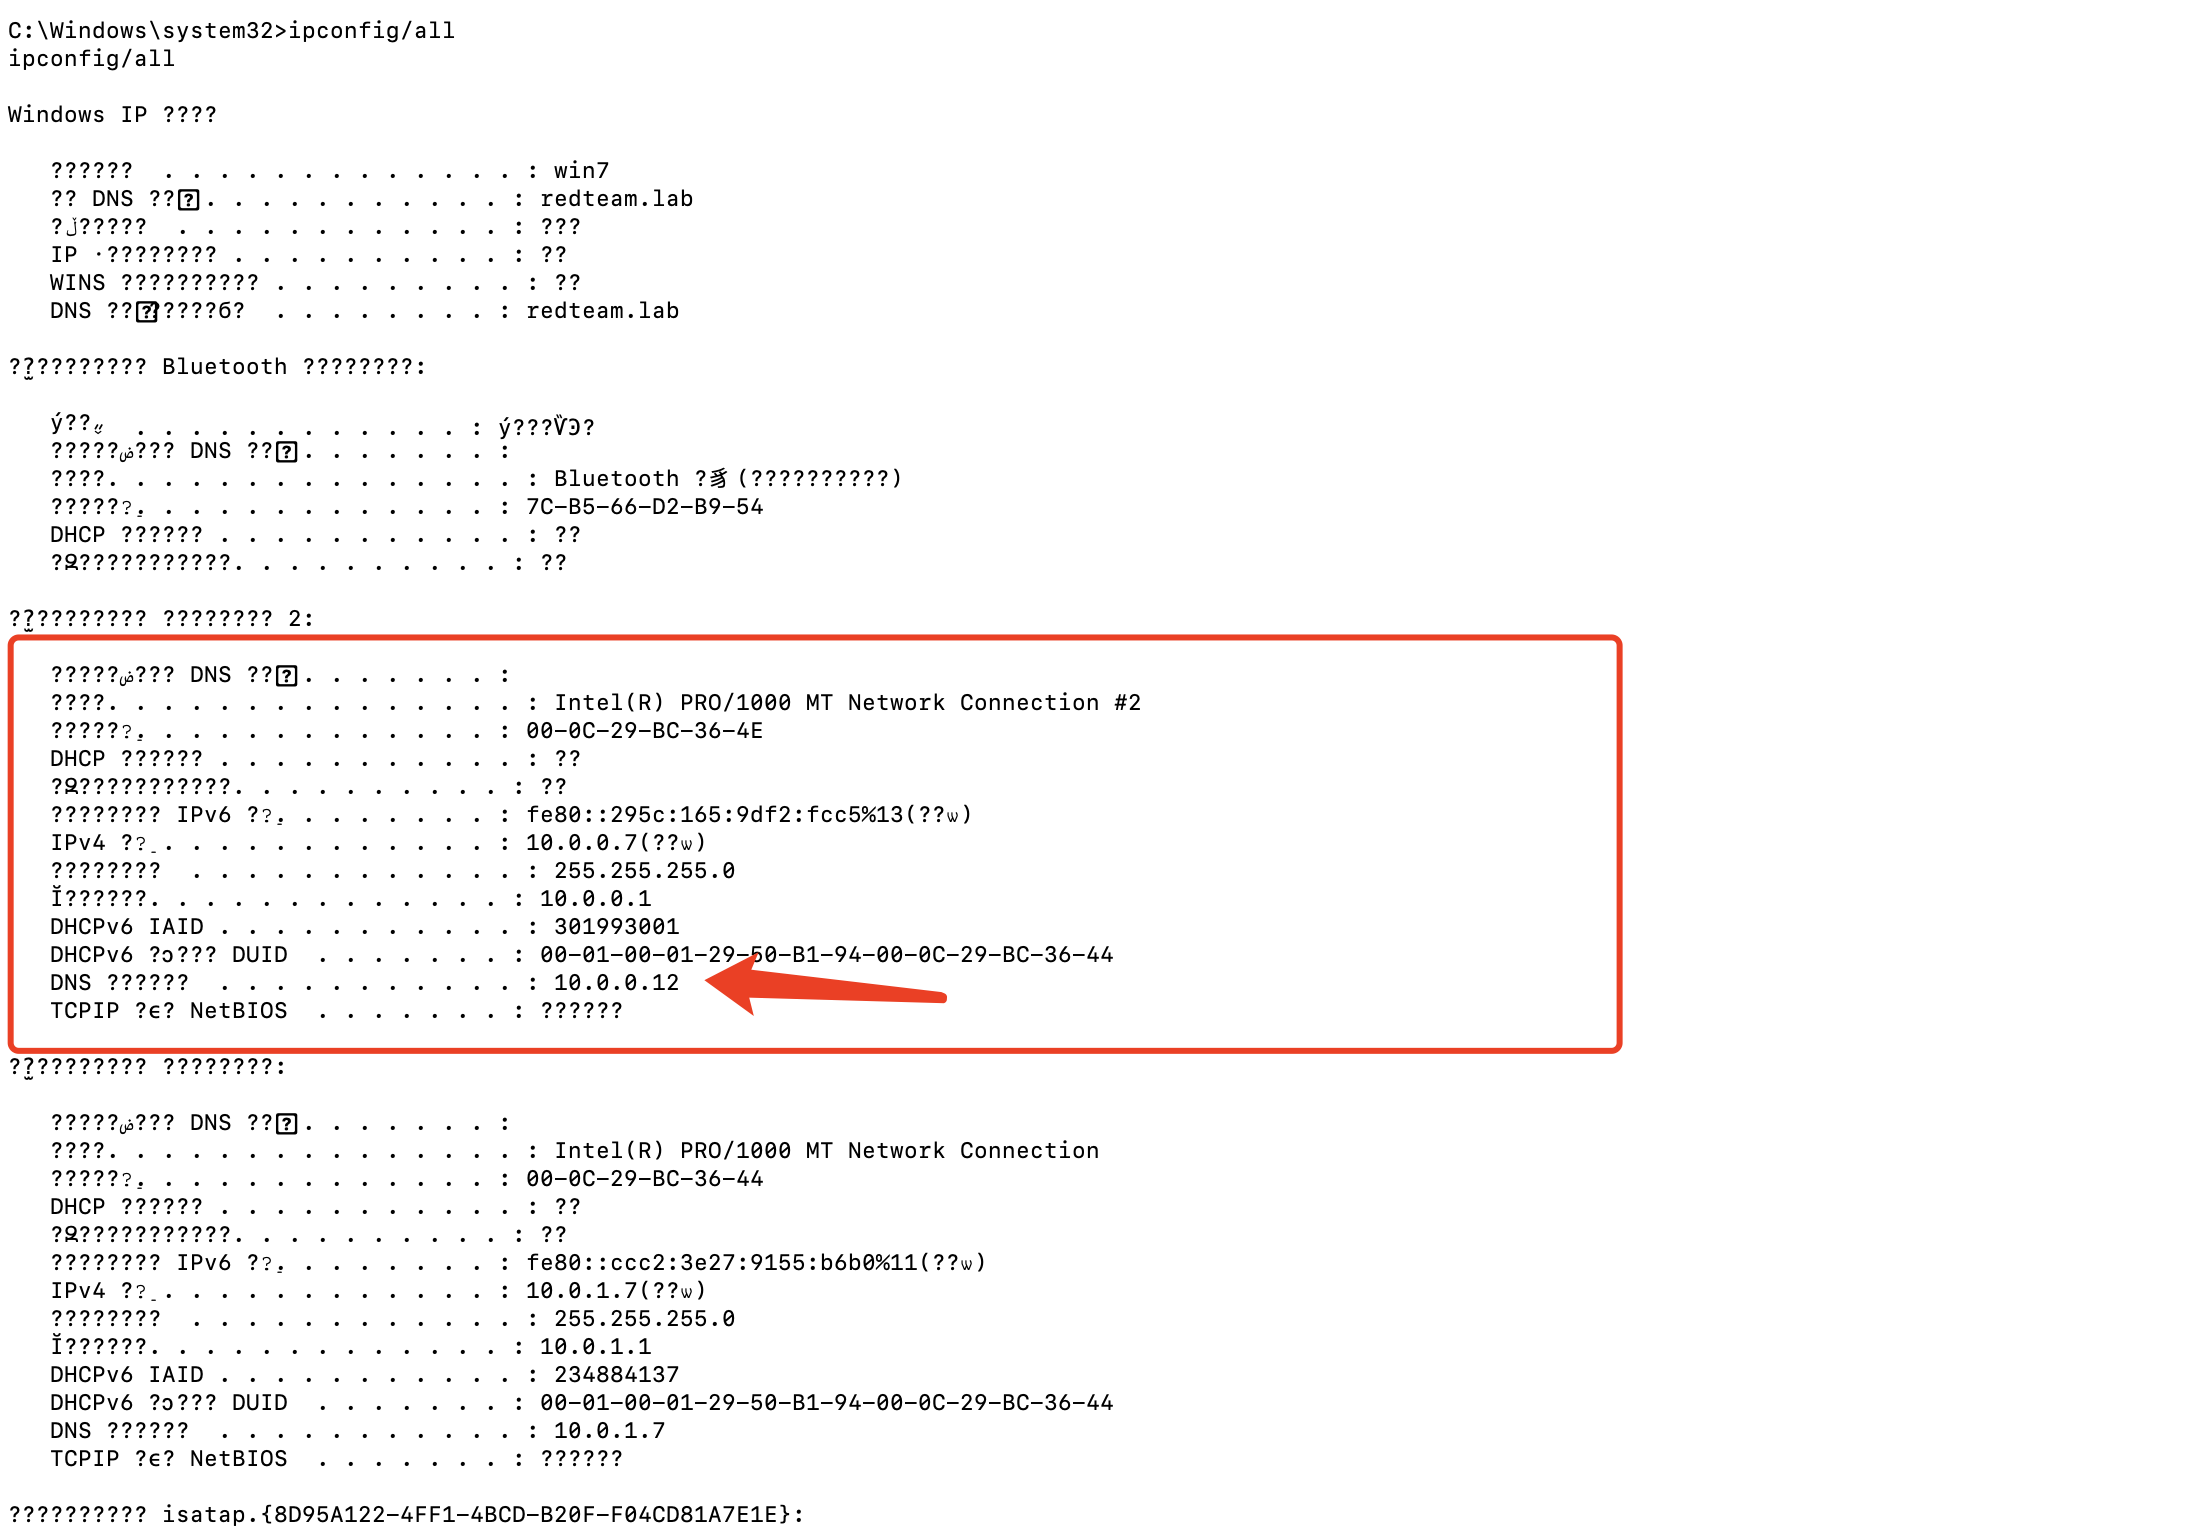 C:\Windows\system32>ipconfig/all
ipconfig/all
Windows IP ????
?????? . . . . . . . . . . . . . : win7
?? DNS ??. . . . . . . . . . . : redteam.lab
?ڵ????? . . . . . . . . . . . . . : ???
IP ·???????? . . . . . . . . . . : ??
WINS ?????????? . . . . . . . . . : ??
DNS ???????б? . . . . . . . . : redteam.lab
??????????? Bluetooth ????????:
ý?? . . . . . . . . . . . . . : ý???ѶϿ?
?????ض??? DNS ??. . . . . . . :
????. . . . . . . . . . . . . . . : Bluetooth ?豸(??????????)
??????. . . . . . . . . . . . . : 7C-B5-66-D2-B9-54
DHCP ?????? . . . . . . . . . . . : ??
?Զ???????????. . . . . . . . . . : ??
??????????? ???????? 2:
?????ض??? DNS ??. . . . . . . :
????. . . . . . . . . . . . . . . : Intel(R) PRO/1000 MT Network Connection #2
??????. . . . . . . . . . . . . : 00-0C-29-BC-36-4E
DHCP ?????? . . . . . . . . . . . : ??
?Զ???????????. . . . . . . . . . : ??
???????? IPv6 ??. . . . . . . . : fe80::295c:165:9df2:fcc5%13(??ѡ)
IPv4 ??. . . . . . . . . . . . . : 10.0.0.7(??ѡ)
???????? . . . . . . . . . . . . : 255.255.255.0
Ĭ??????. . . . . . . . . . . . . : 10.0.0.1
DHCPv6 IAID . . . . . . . . . . . : 301993001
DHCPv6 ?ͻ??? DUID . . . . . . . : 00-01-00-01-29-50-B1-94-00-0C-29-BC-36-44
DNS ?????? . . . . . . . . . . . : 10.0.0.12
TCPIP ?ϵ? NetBIOS . . . . . . . : ??????
??????????? ????????:
?????ض??? DNS ??. . . . . . . :
????. . . . . . . . . . . . . . . : Intel(R) PRO/1000 MT Network Connection
??????. . . . . . . . . . . . . : 00-0C-29-BC-36-44
DHCP ?????? . . . . . . . . . . . : ??
?Զ???????????. . . . . . . . . . : ??
???????? IPv6 ??. . . . . . . . : fe80::ccc2:3e27:9155:b6b0%11(??ѡ)
IPv4 ??. . . . . . . . . . . . . : 10.0.1.7(??ѡ)
???????? . . . . . . . . . . . . : 255.255.255.0
Ĭ??????. . . . . . . . . . . . . : 10.0.1.1
DHCPv6 IAID . . . . . . . . . . . : 234884137
DHCPv6 ?ͻ??? DUID . . . . . . . : 00-01-00-01-29-50-B1-94-00-0C-29-BC-36-44
DNS ?????? . . . . . . . . . . . : 10.0.1.7
TCPIP ?ϵ? NetBIOS . . . . . . . : ??????
?????????? isatap.{8D95A122-4FF1-4BCD-B20F-F04CD81A7E1E}: